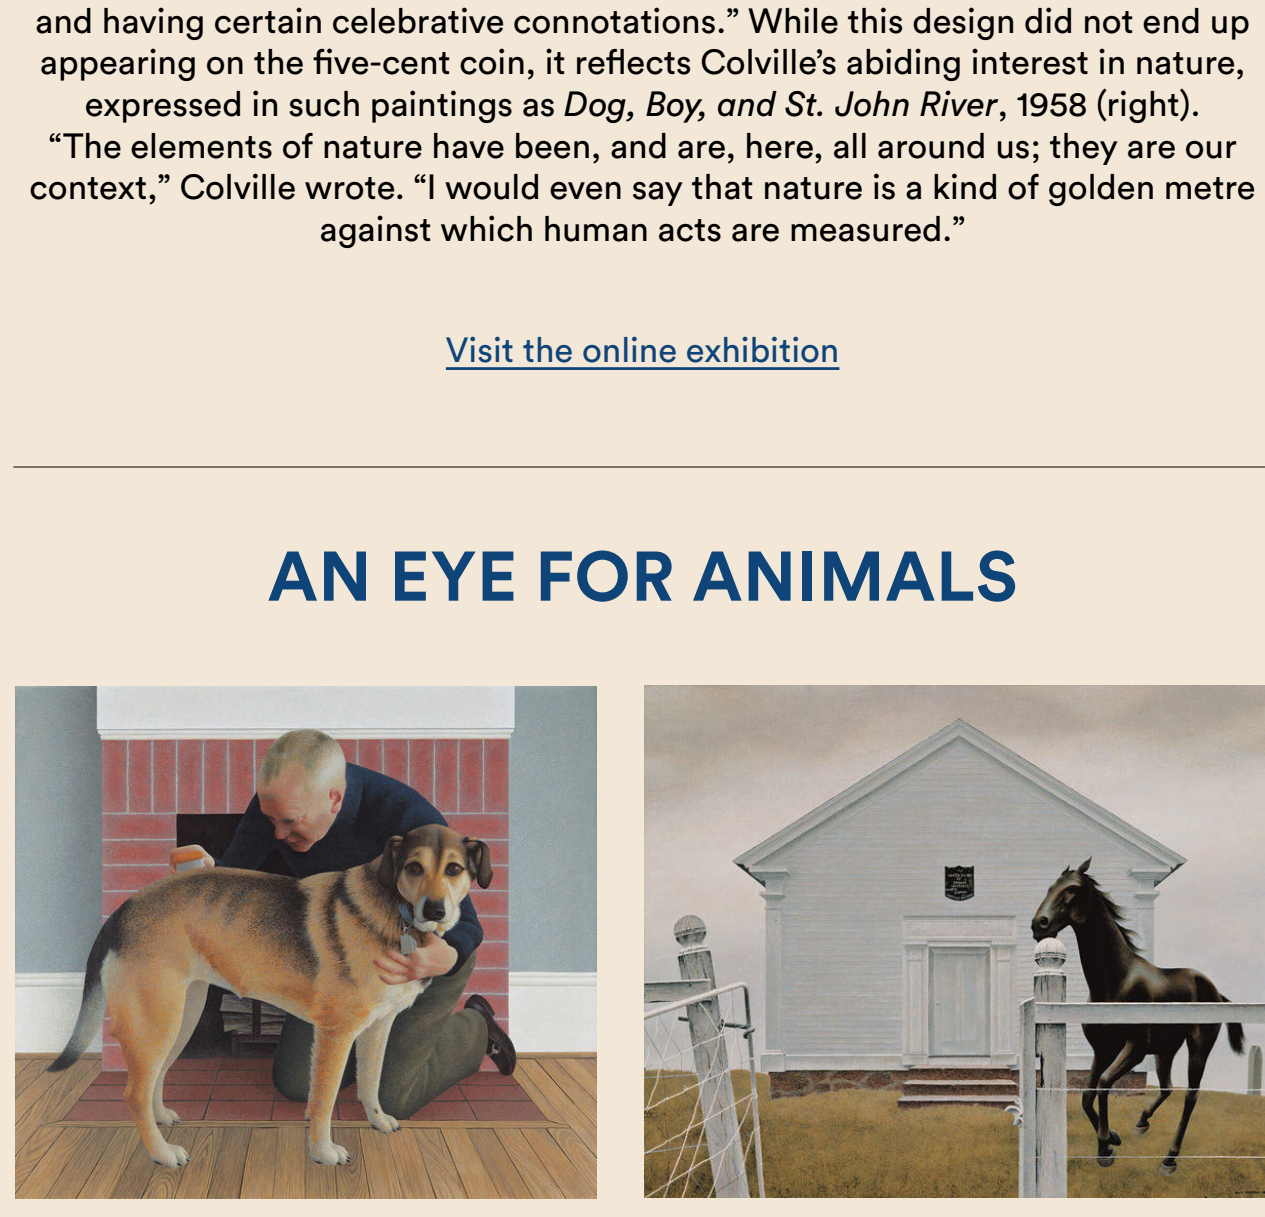 and having certain celebrative connotations.” While this design did not end up
appearing on the five-cent coin, it reflects Colville’s abiding interest in nature,
expressed in such paintings as Dog, Boy, and St. John River, 1958 (right).
“The elements of nature have been, and are, here, all around us; they are our
context,” Colville wrote. “I would even say that nature is a kind of golden metre
against which human acts are measured.”
Visit the online exhibition
AN EYE FOR ANIMALS